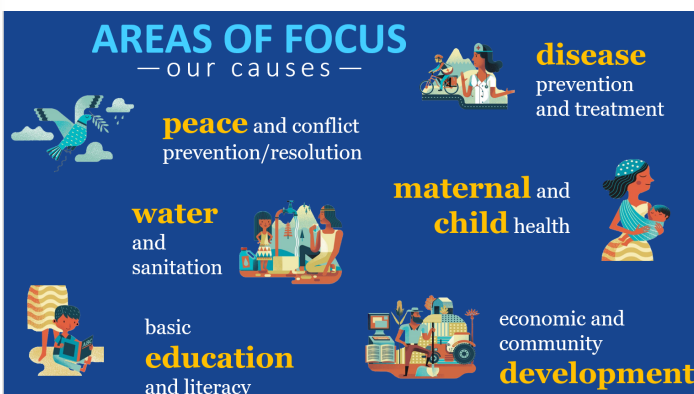 AREAS OF FOCUS
—our causes—
disease
prevention
and treatment
peace and conflict
prevention/resolution
maternal and
child health
water
and
sanitation
basic
education
and literacy
economic and
community
development